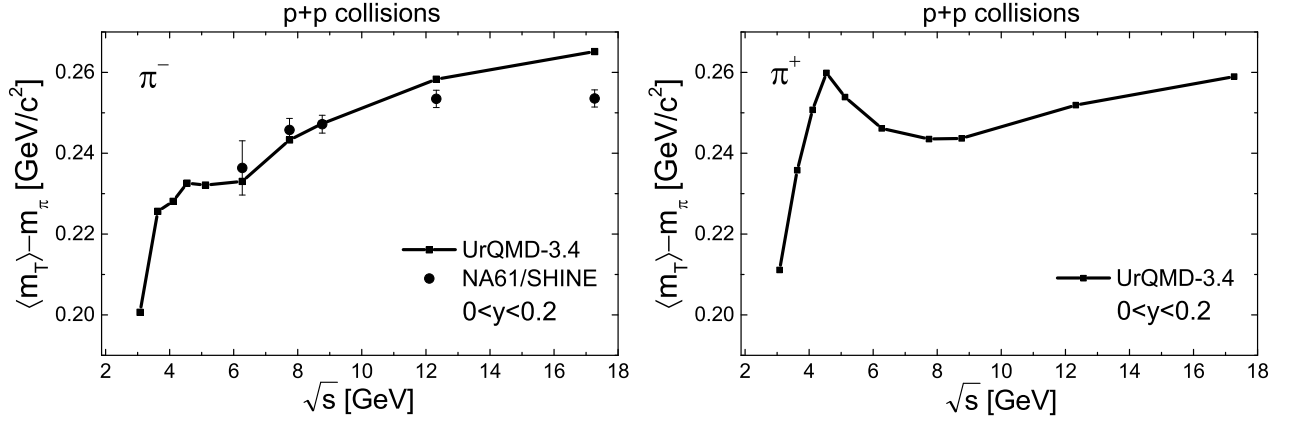 p+p collisions
π⁻
⟨m_T⟩−m_π [GeV/c²]
0.26
0.24
0.22
0.20
UrQMD-3.4
NA61/SHINE
0<y<0.2
2 4 6 8 10 12 14 16 18
√s [GeV]
p+p collisions
π⁺
⟨m_T⟩−m_π [GeV/c²]
0.26
0.24
0.22
0.20
UrQMD-3.4
0<y<0.2
2 4 6 8 10 12 14 16 18
√s [GeV]